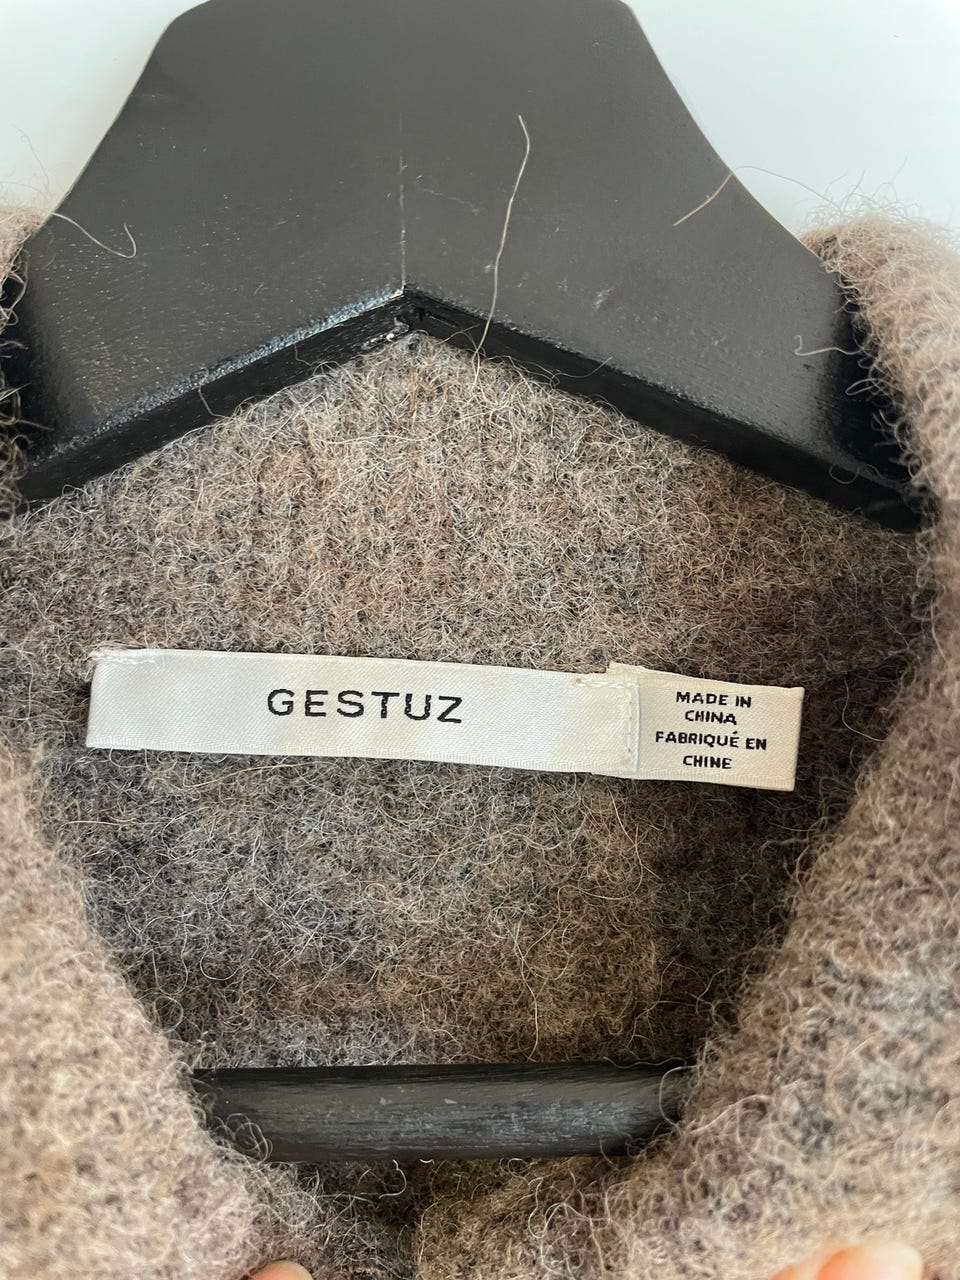 GESTUZ
MADE IN
CHINA
FABRIQUÉ EN
CHINE